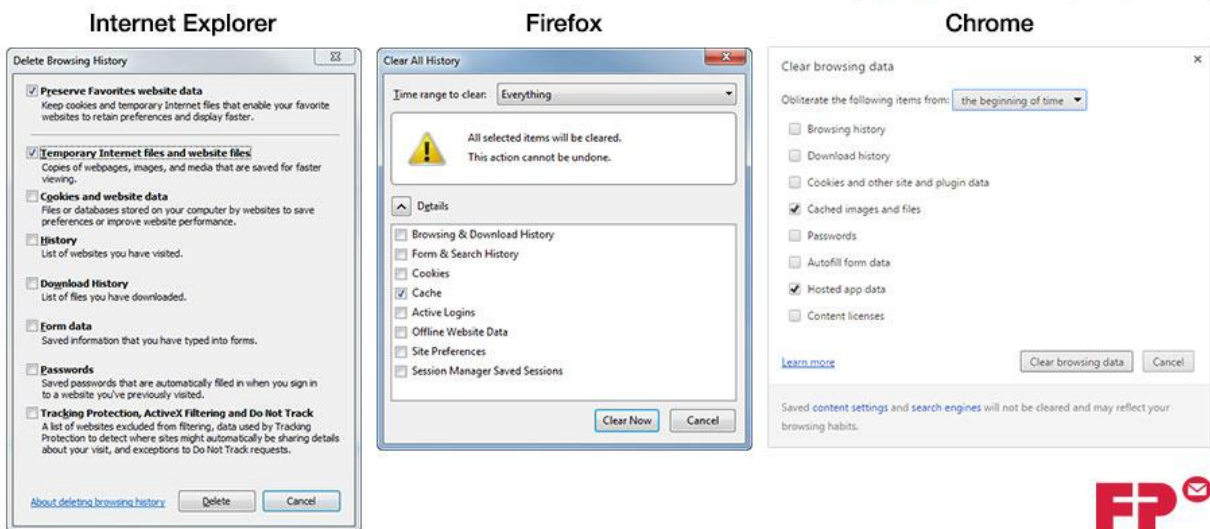 Internet Explorer
Delete Browsing History
Preserve Favorites website data
Keep cookies and temporary Internet files that enable your favorite
websites to retain preferences and display faster.
Temporary Internet files and website files
Copies of webpages, images, and media that are saved for faster
viewing.
Cookies and website data
Files or databases stored on your computer by websites to save
preferences or improve website performance.
History
List of websites you have visited.
Download History
List of files you have downloaded.
Form data
Saved information that you have typed into forms.
Passwords
Saved passwords that are automatically filled in when you sign in
to a website you've previously visited.
Tracking Protection, ActiveX Filtering and Do Not Track
A list of websites excluded from filtering, data used by Tracking
Protection to detect where sites might automatically be sharing details
about your visit, and exceptions to Do Not Track requests.
About deleting browsing history
Delete
Cancel
Firefox
Clear All History
Time range to clear: Everything
All selected items will be cleared.
This action cannot be undone.
Details
Browsing & Download History
Form & Search History
Cookies
Cache
Active Logins
Offline Website Data
Site Preferences
Session Manager Saved Sessions
Clear Now
Cancel
Chrome
Clear browsing data
Obliterate the following items from: the beginning of time
Browsing history
Download history
Cookies and other site and plugin data
Cached images and files
Passwords
Autofill form data
Hosted app data
Content licenses
Learn more
Clear browsing data
Cancel
Saved content settings and search engines will not be cleared and may reflect your
browsing habits.
FP